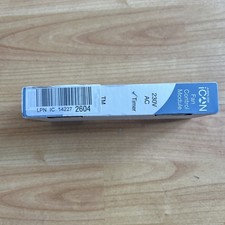 iCON
Fan
Control
Module
230V
AC
✓Timer
TM
LPN .IC. 14227 2604